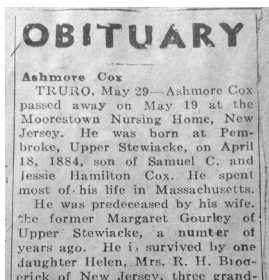 OBITUARY
Ashmore Cox
TRURO, May 29—Ashmore Cox
passed away on May 19 at the
Moorestown Nursing Home, New
Jersey. He was born at Pem-
broke, Upper Stewiacke, on April
18, 1884, son of Samuel C. and
Jessie Hamilton Cox. He spent
most of his life in Massachusetts.
He was predeceased by his wife.
the former Margaret Gourley of
Upper Stewiacke, a number of
years ago. He is survived by one
daughter Helen, Mrs. R. H. Brod-
erick of New Jersey, three grand-